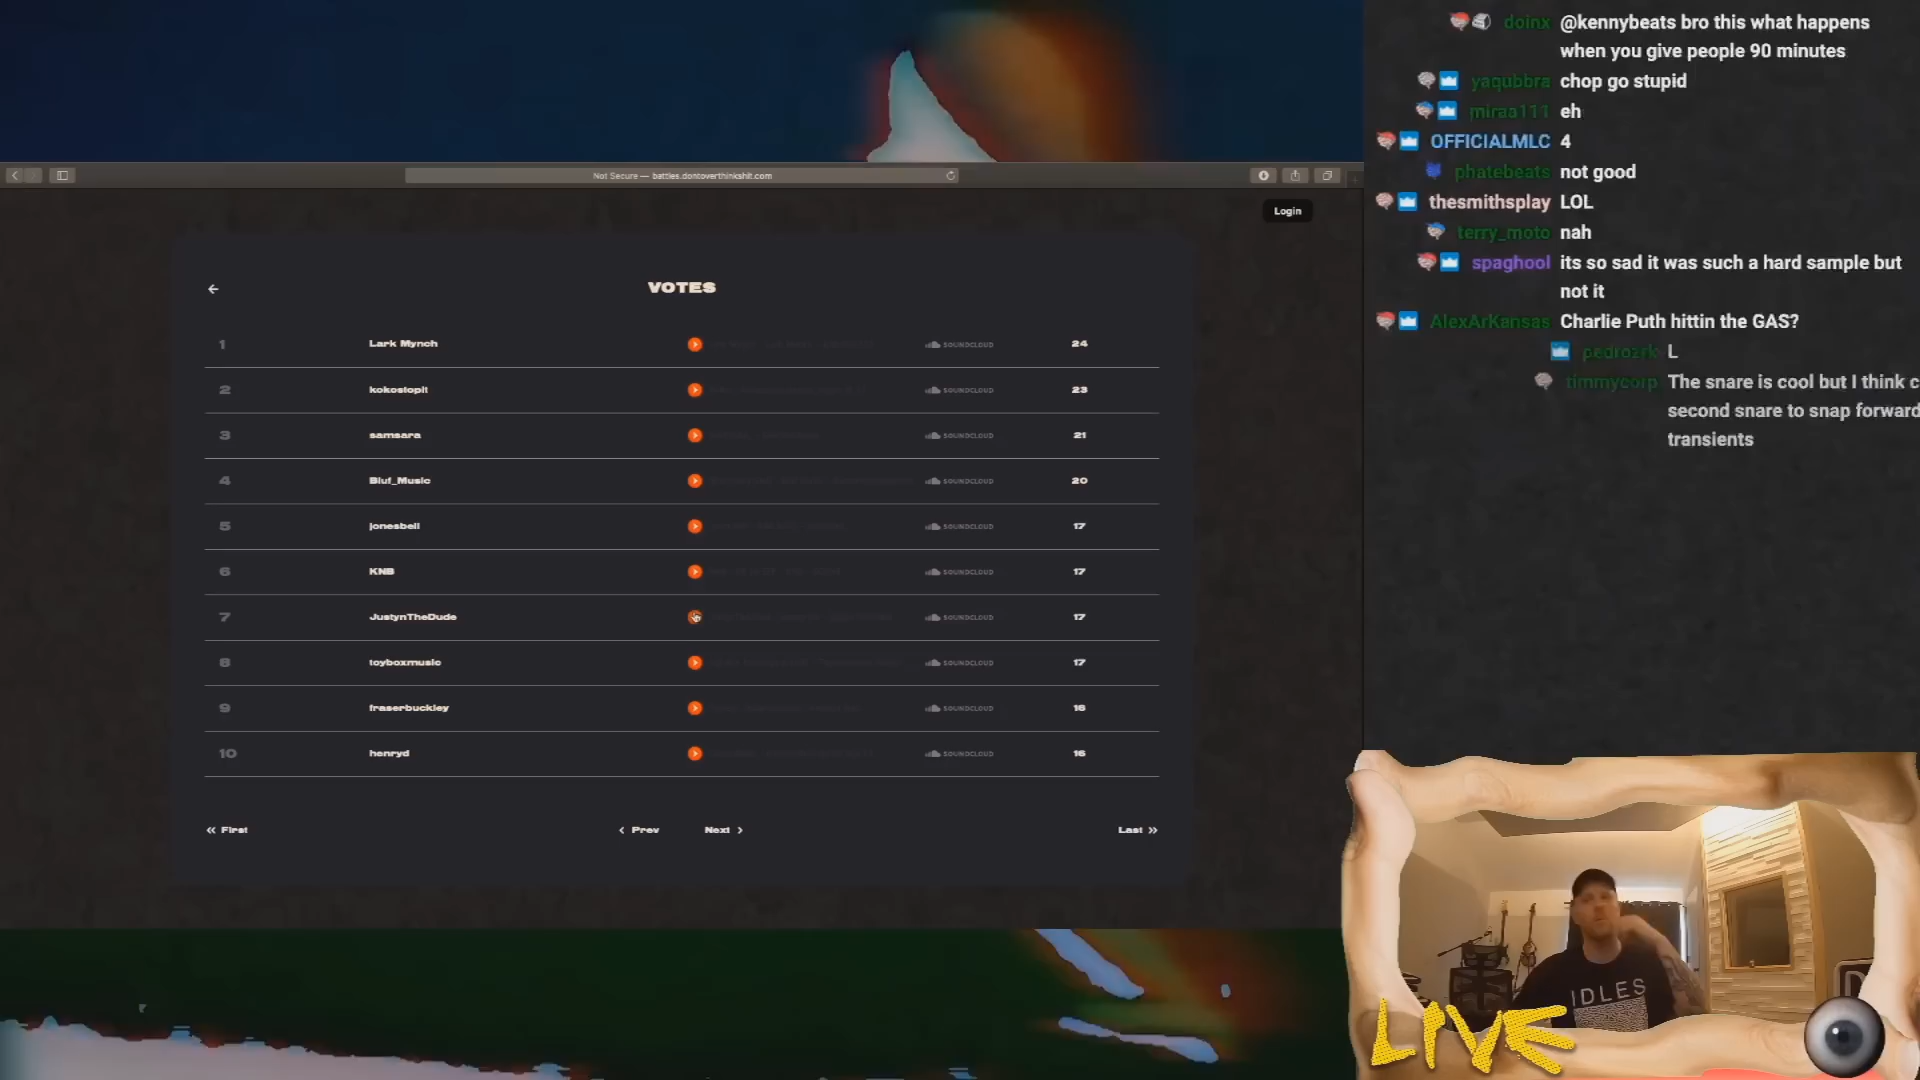 Not Secure — battles.dontoverthinkshit.com
Login
VOTES
1 Lark Mynch SOUNDCLOUD 24
2 kokostopit SOUNDCLOUD 23
3 samsara SOUNDCLOUD 21
4 Bluf_Music SOUNDCLOUD 20
5 jonesbell SOUNDCLOUD 17
6 KNB SOUNDCLOUD 17
7 JustynTheDude SOUNDCLOUD 17
8 toyboxmusic SOUNDCLOUD 17
9 fraserbuckley SOUNDCLOUD 16
10 henryd SOUNDCLOUD 16
First
Prev
Next
Last
doinx @kennybeats bro this what happens
when you give people 90 minutes
yaqubbra chop go stupid
miraa111 eh
OFFICIALMLC 4
phatebeats not good
thesmithsplay LOL
terry_moto nah
spaghool its so sad it was such a hard sample but
not it
AlexArKansas Charlie Puth hittin the GAS?
pedrozrk L
timmycorp The snare is cool but I think c
second snare to snap forward
transients
IDLES
LIVE